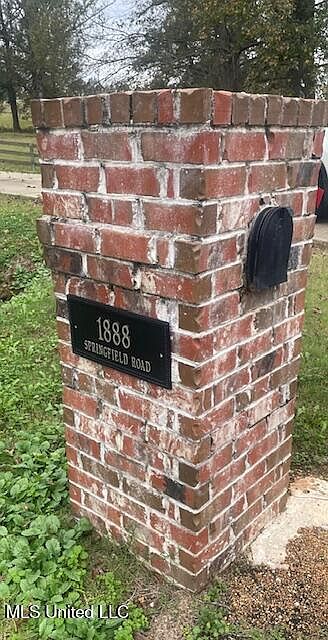 1888
SPRINGFIELD ROAD
MLS United LLC